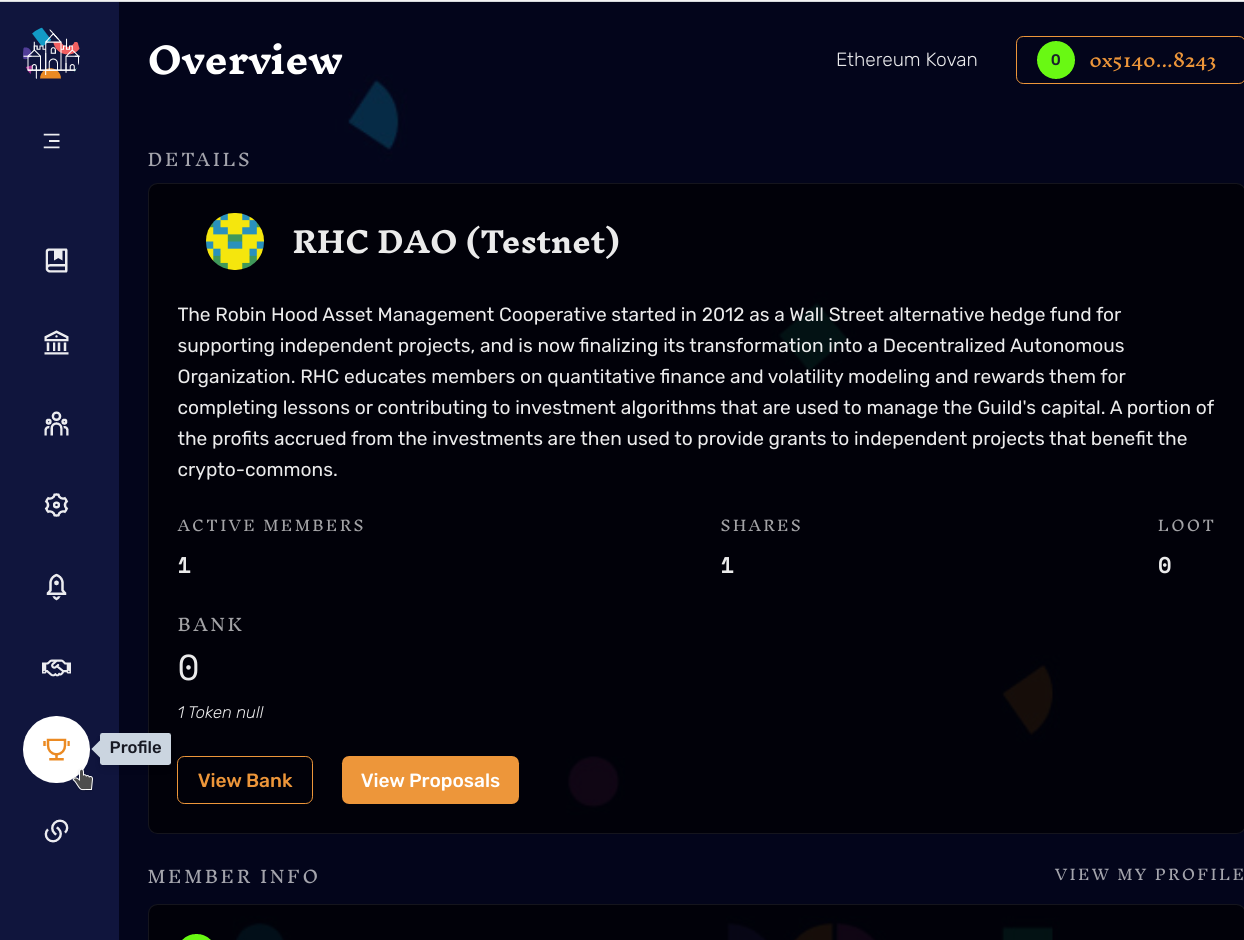 Overview
Ethereum Kovan
0
0x5140...8243
DETAILS
RHC DAO (Testnet)
The Robin Hood Asset Management Cooperative started in 2012 as a Wall Street alternative hedge fund for
supporting independent projects, and is now finalizing its transformation into a Decentralized Autonomous
Organization. RHC educates members on quantitative finance and volatility modeling and rewards them for
completing lessons or contributing to investment algorithms that are used to manage the Guild's capital. A portion of
the profits accrued from the investments are then used to provide grants to independent projects that benefit the
crypto-commons.
ACTIVE MEMBERS
1
SHARES
1
LOOT
0
BANK
0
1 Token null
Profile
View Bank
View Proposals
MEMBER INFO
VIEW MY PROFILE